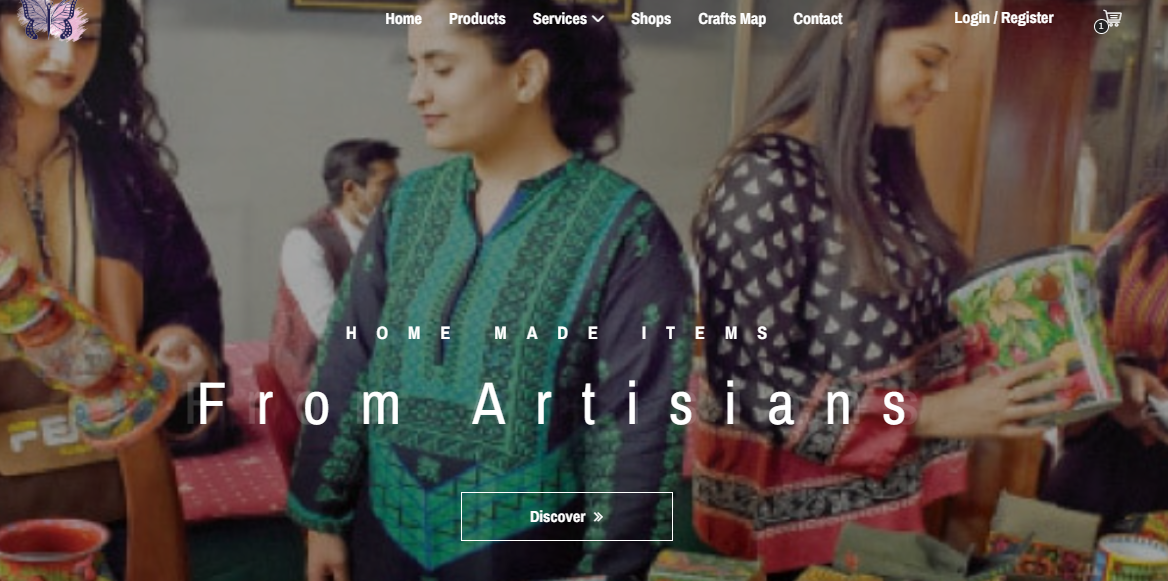 Home Products Services Shops Crafts Map Contact Login / Register 1
HOME MADE ITEMS
From Artisians
Discover »